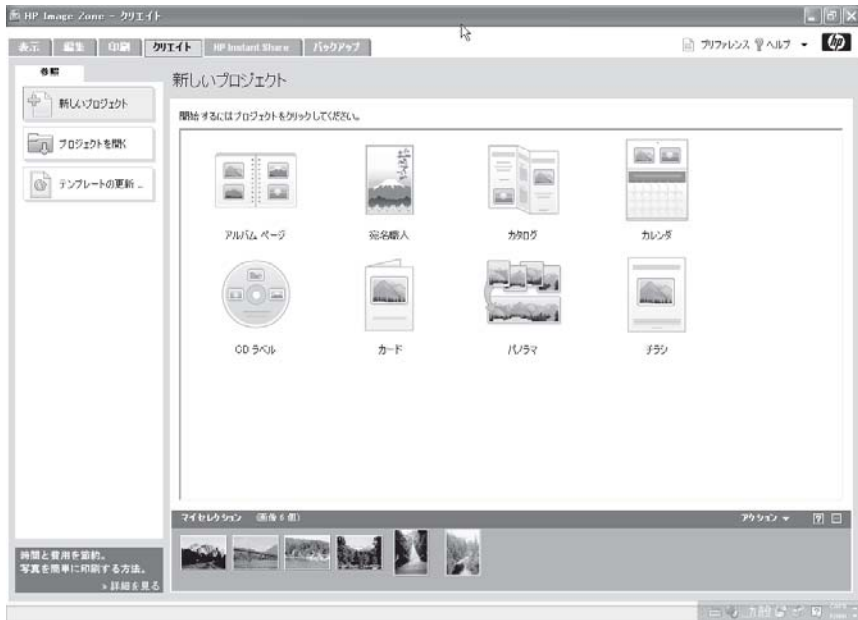 HP Image Zone - クリエイト
表示 編集 印刷 クリエイト HP Instant Share バックアップ
プリファレンス ヘルプ
hp
参照
新しいプロジェクト
プロジェクトを開く
テンプレートの更新 ...
新しいプロジェクト
開始するにはプロジェクトをクリックしてください。
アルバム ページ
宛名職人
カタログ
カレンダ
CD ラベル
カード
パノラマ
チラシ
マイセレクション (画像 6 個)
アクション
時間と費用を節約。
写真を簡単に印刷する方法。
» 詳細を見る